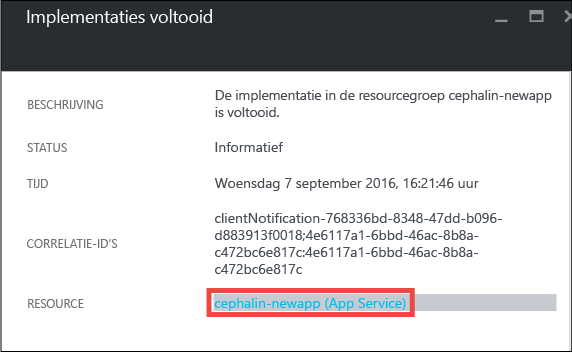 Implementaties voltooid
BESCHRIJVING
De implementatie in de resourcegroep cephalin-newapp
is voltooid.
STATUS
Informatief
TIJD
Woensdag 7 september 2016, 16:21:46 uur
CORRELATIE-ID'S
clientNotification-768336bd-8348-47dd-b096-
d883913f0018;4e6117a1-6bbd-46ac-8b8a-
c472bc6e817c:4e6117a1-6bbd-46ac-8b8a-
c472bc6e817c
RESOURCE
cephalin-newapp (App Service)